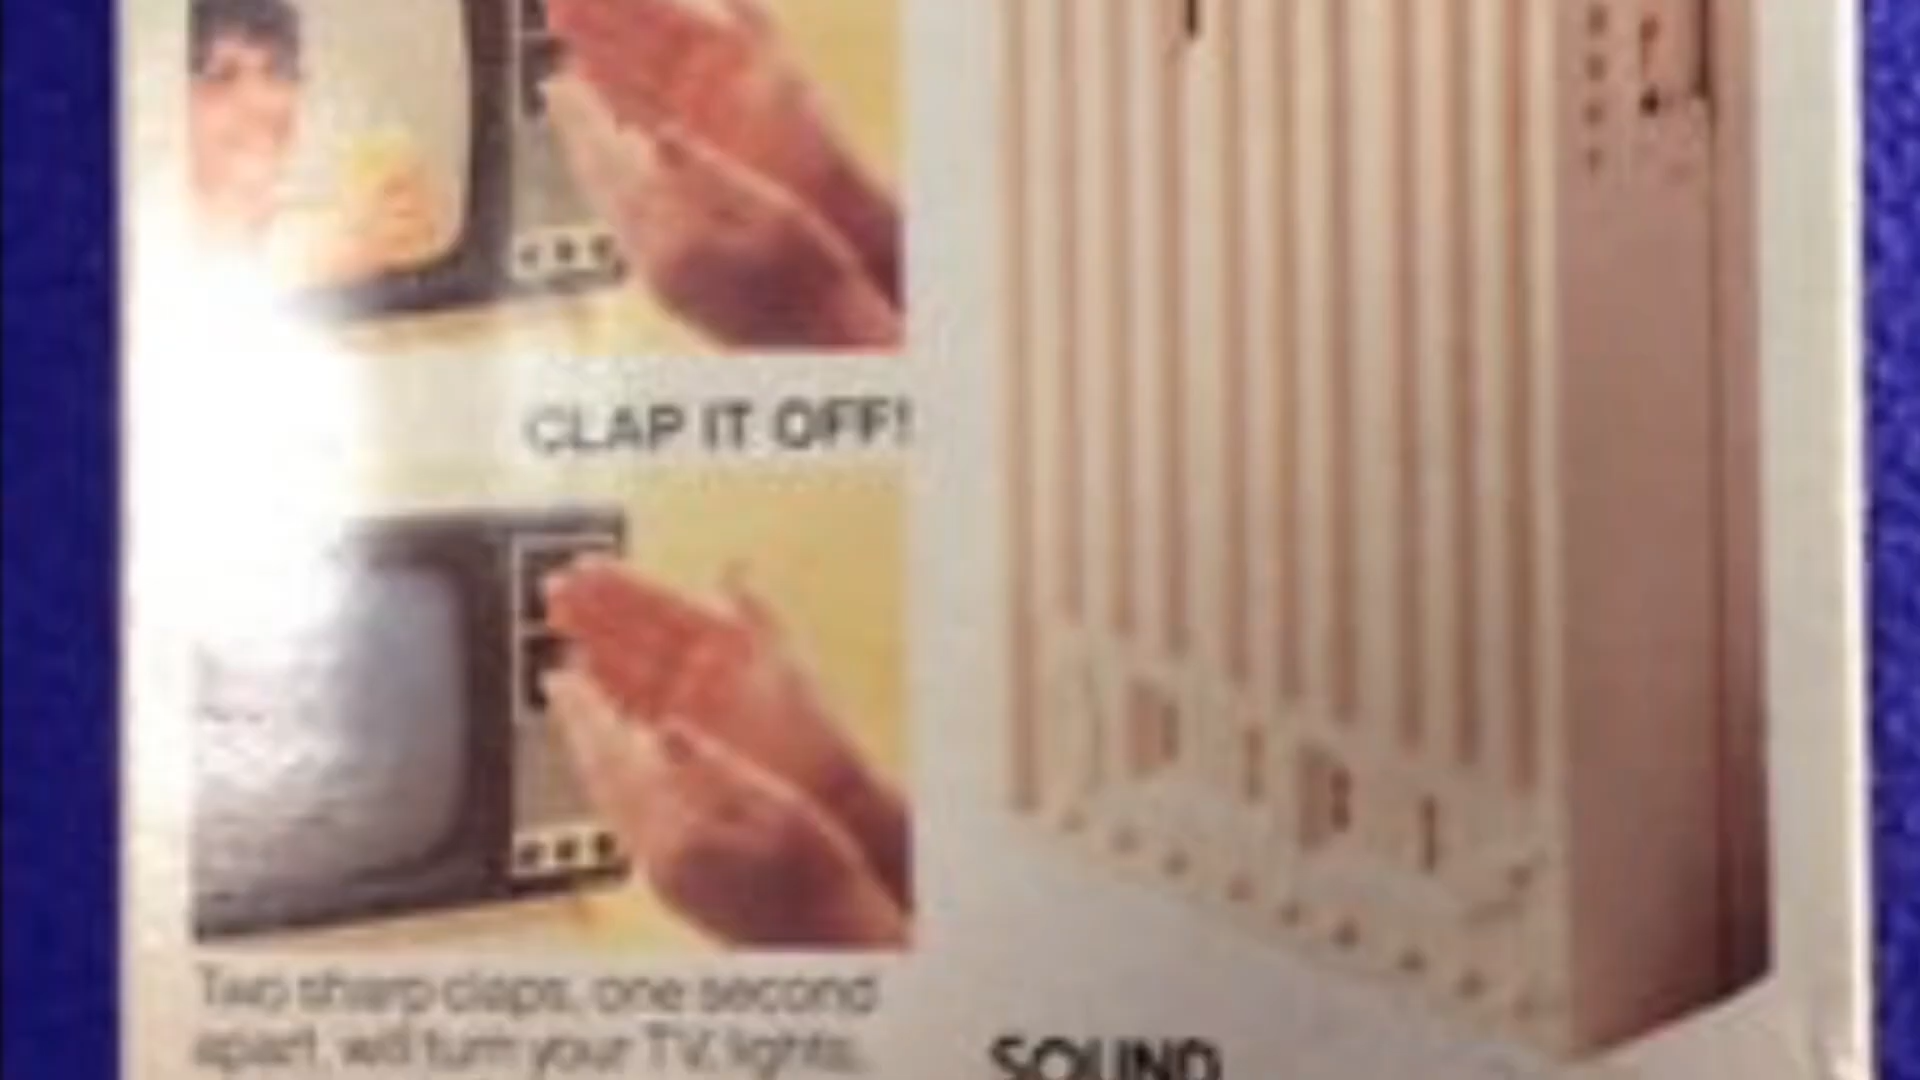 CLAP IT OFF!
Two sharp claps, one second
apart, will turn your TV, lights,
SOUND